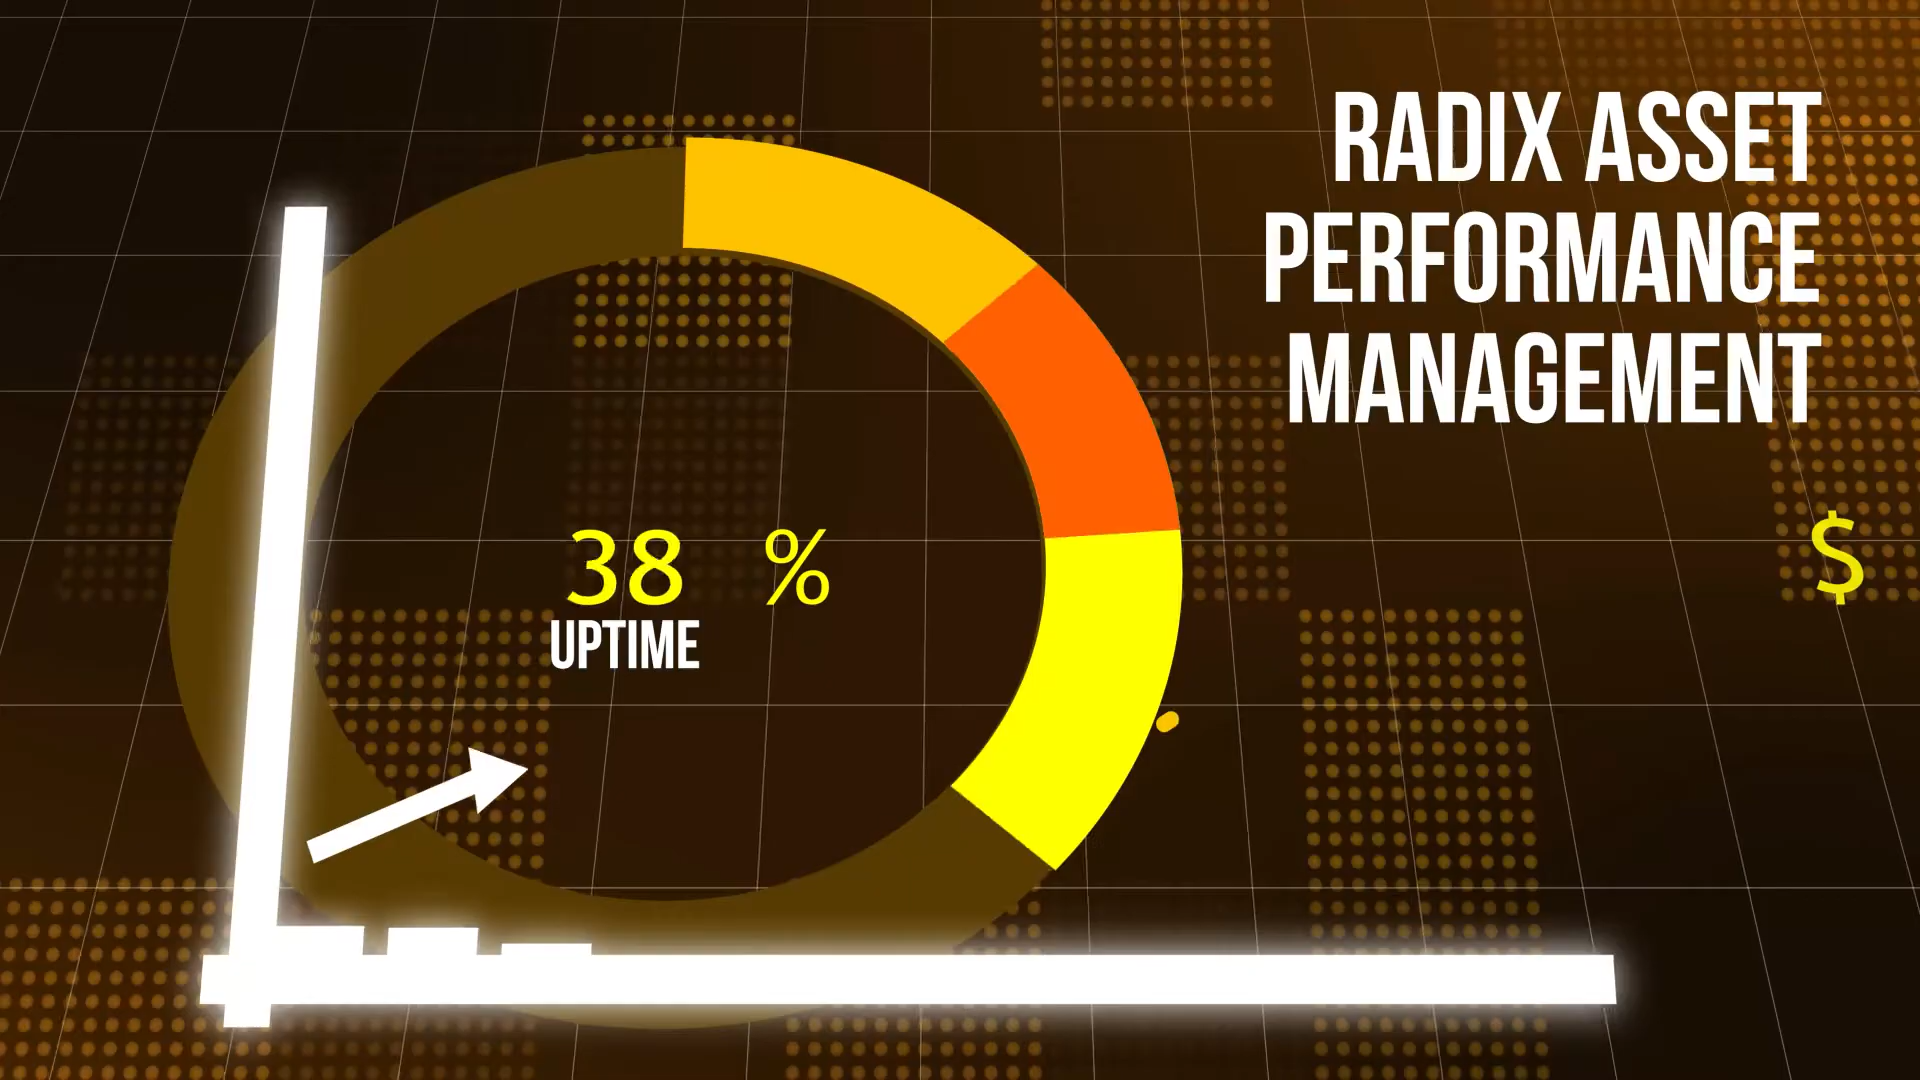 RADIX ASSET
PERFORMANCE
MANAGEMENT
38 %
UPTIME
$